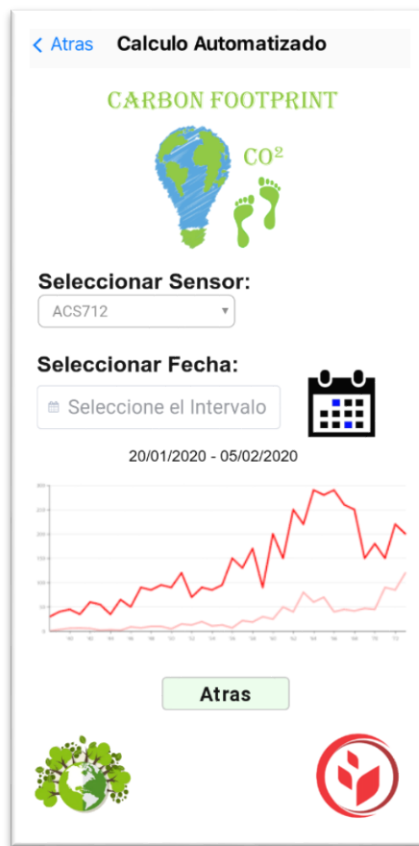 Atras Calculo Automatizado
CARBON FOOTPRINT
CO²
Seleccionar Sensor:
ACS712
Seleccionar Fecha:
Seleccione el Intervalo
20/01/2020 - 05/02/2020
Atras